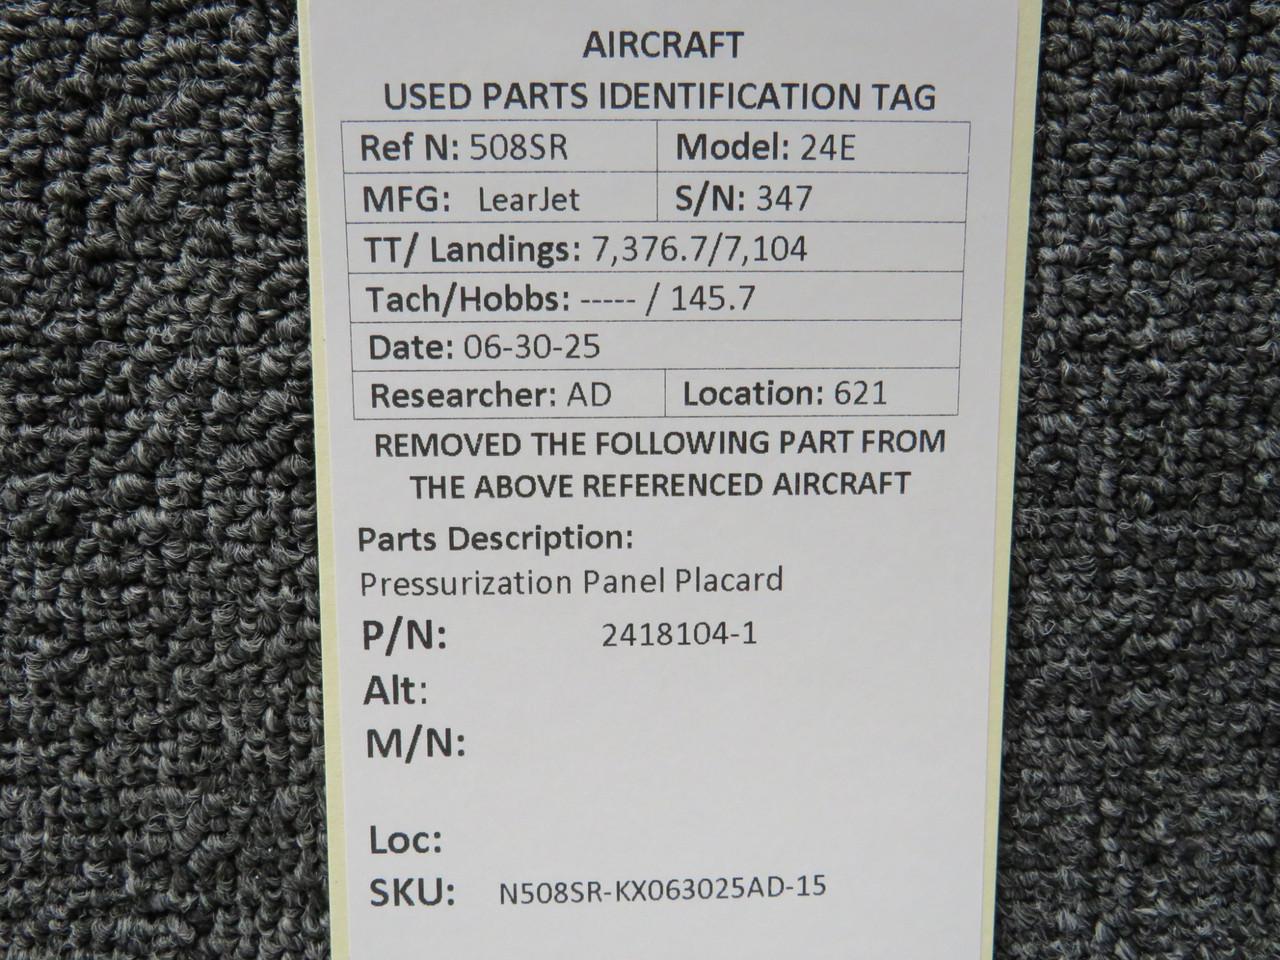 AIRCRAFT
USED PARTS IDENTIFICATION TAG
Ref N: 508SR Model: 24E
MFG: LearJet S/N: 347
TT/ Landings: 7,376.7/7,104
Tach/Hobbs: ----- / 145.7
Date: 06-30-25
Researcher: AD Location: 621
REMOVED THE FOLLOWING PART FROM
THE ABOVE REFERENCED AIRCRAFT
Parts Description:
Pressurization Panel Placard
P/N: 2418104-1
Alt:
M/N:
Loc:
SKU: N508SR-KX063025AD-15